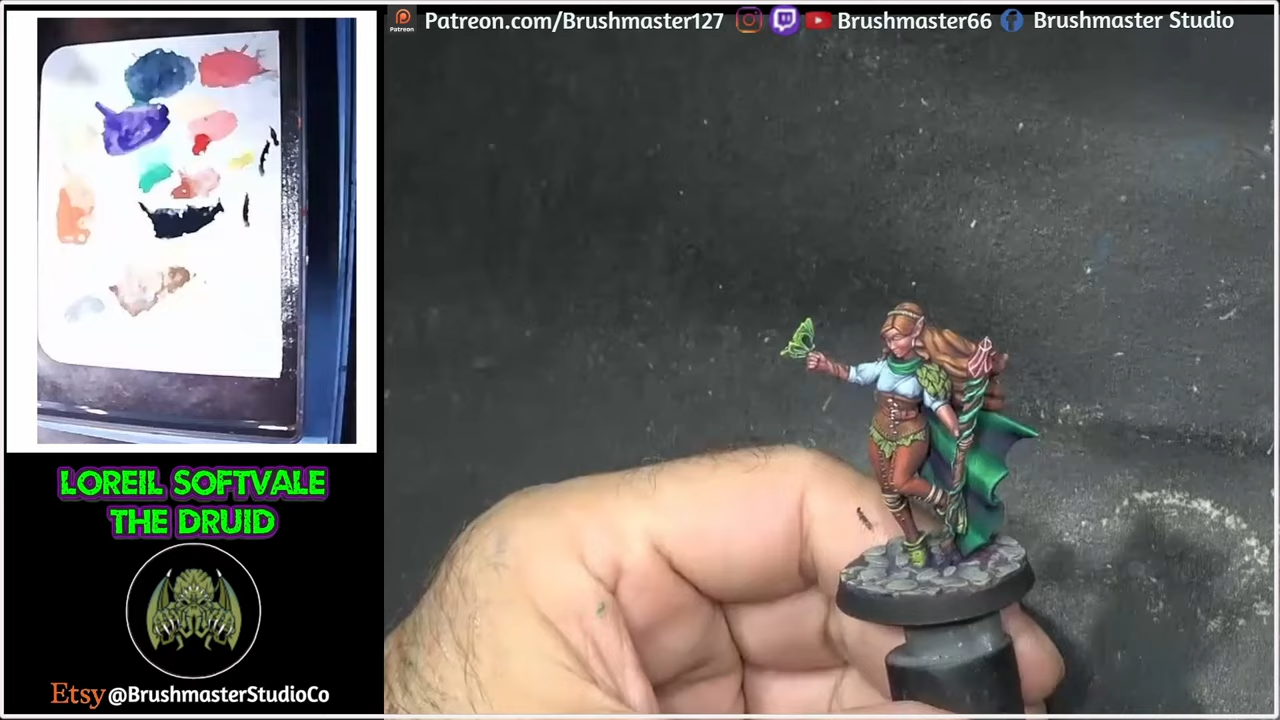 Patreon
Patreon.com/Brushmaster127 Brushmaster66 Brushmaster Studio
LOREIL SOFTVALE
THE DRUID
Etsy @BrushmasterStudioCo